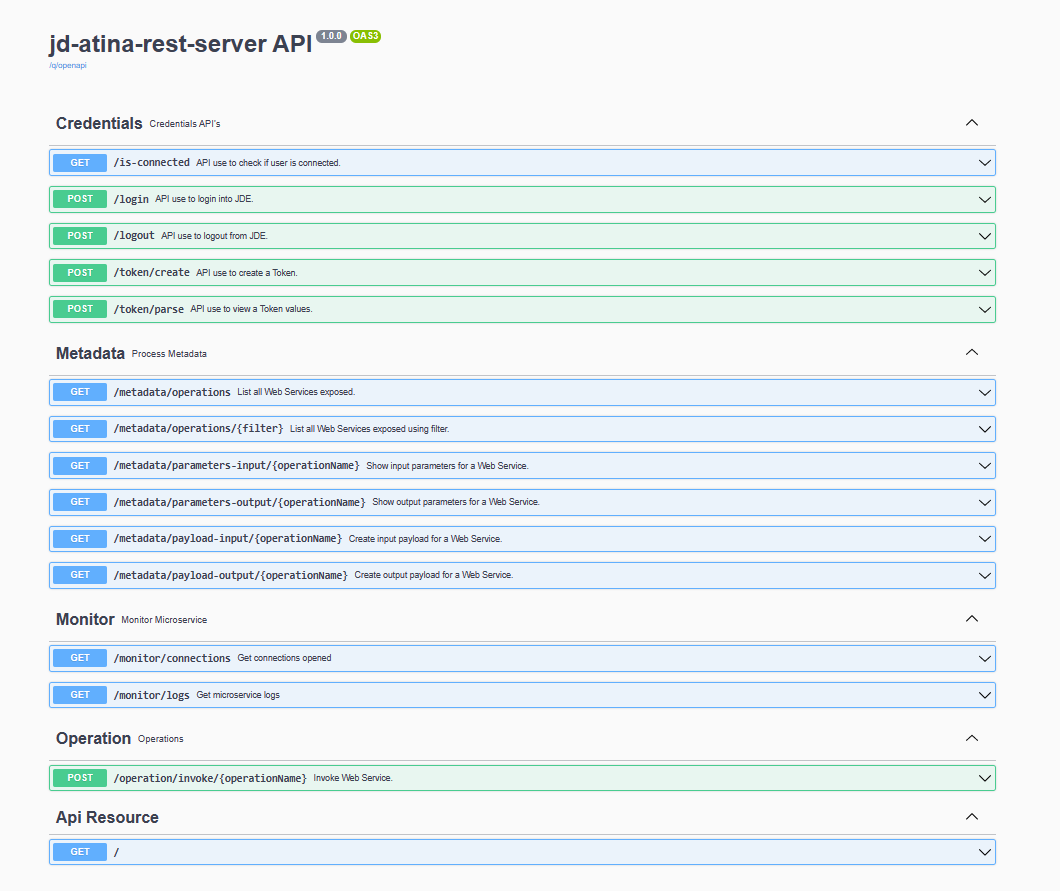 jd-atina-rest-server API 1.0.0 OAS3
/q/openapi
Credentials Credentials API's
GET /is-connected API use to check if user is connected.
POST /login API use to login into JDE.
POST /logout API use to logout from JDE.
POST /token/create API use to create a Token.
POST /token/parse API use to view a Token values.
Metadata Process Metadata
GET /metadata/operations List all Web Services exposed.
GET /metadata/operations/{filter} List all Web Services exposed using filter.
GET /metadata/parameters-input/{operationName} Show input parameters for a Web Service.
GET /metadata/parameters-output/{operationName} Show output parameters for a Web Service.
GET /metadata/payload-input/{operationName} Create input payload for a Web Service.
GET /metadata/payload-output/{operationName} Create output payload for a Web Service.
Monitor Monitor Microservice
GET /monitor/connections Get connections opened
GET /monitor/logs Get microservice logs
Operation Operations
POST /operation/invoke/{operationName} Invoke Web Service.
Api Resource
GET /